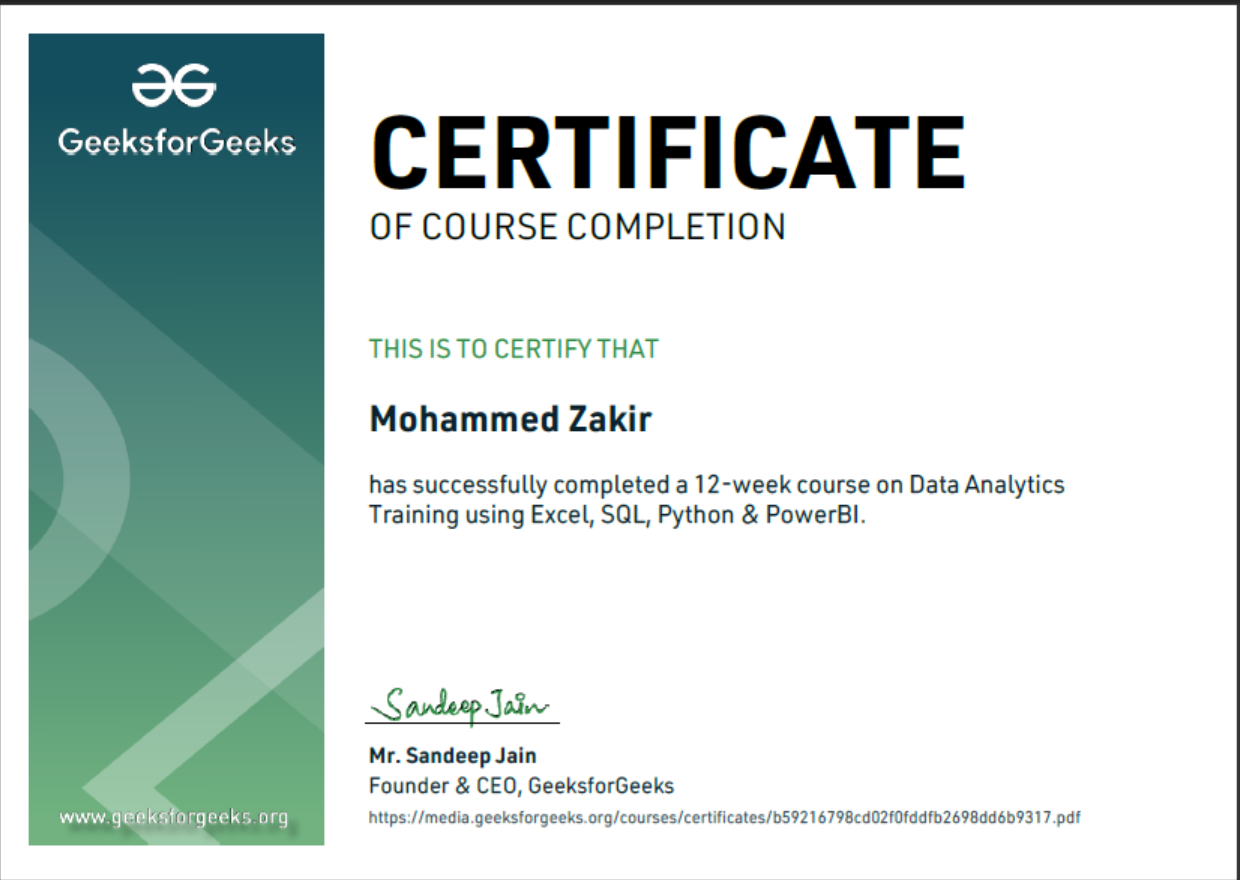 GeeksforGeeks
CERTIFICATE
OF COURSE COMPLETION
THIS IS TO CERTIFY THAT
Mohammed Zakir
has successfully completed a 12-week course on Data Analytics
Training using Excel, SQL, Python & PowerBI.
Sandeep Jain
Mr. Sandeep Jain
Founder & CEO, GeeksforGeeks
https://media.geeksforgeeks.org/courses/certificates/b59216798cd02f0fddfb2698dd6b9317.pdf
www.geeksforgeeks.org